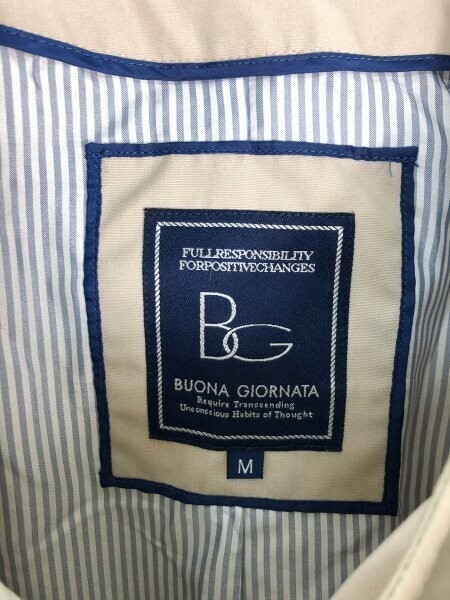 FULLRESPONSIBILITY
FORPOSITIVECHANGES
BG
BUONA GIORNATA
Require Transcending
Unconscious Habits of Thought
M